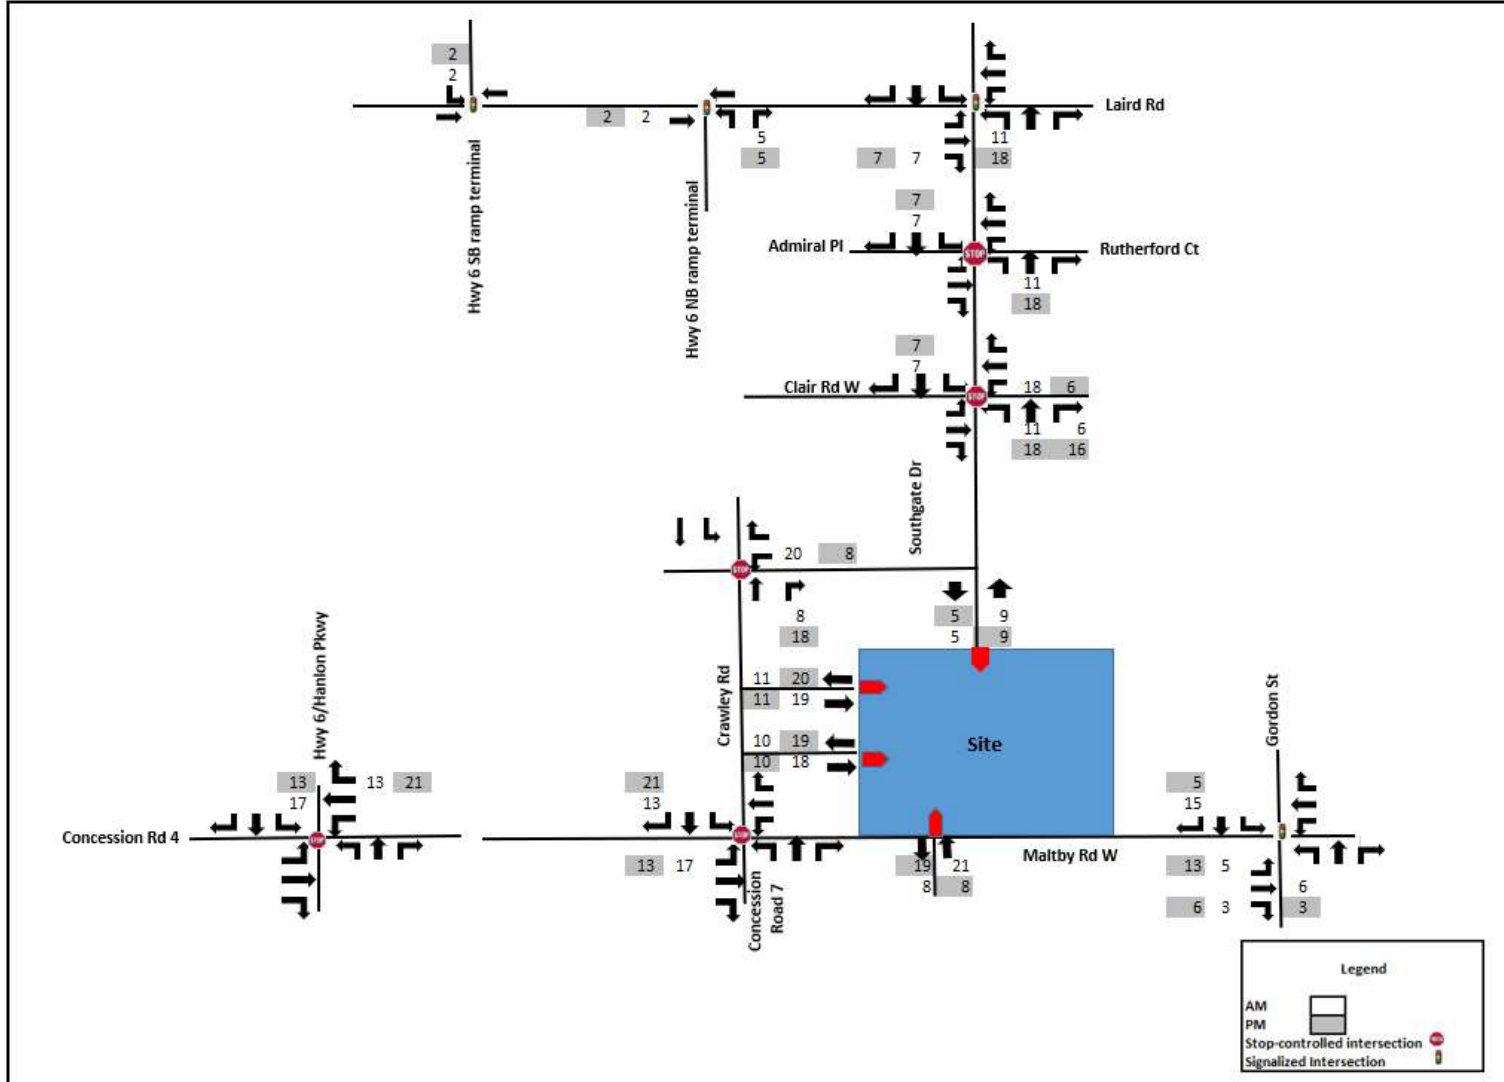 2
2
2 2
5
5
Hwy 6 SB ramp terminal
Hwy 6 NB ramp terminal
Laird Rd
7 7
11
18
7
7
Admiral Pl
STOP
Rutherford Ct
11
18
7
7
Clair Rd W
STOP
18 6
11 6
18 16
Southgate Dr
STOP
20 8
8
18
5 9
5 9
Crawley Rd
11 20
11 19
10 19
10 18
Site
Hwy 6/Hanlon Pkwy
13
17
13 21
Concession Rd 4
STOP
21
13
STOP
13 17
Concession
Road 7
19 21
8 8
Maltby Rd W
Gordon St
5
15
13 5
6 3
6
3
Legend
AM
PM
Stop-controlled intersection
Signalized Intersection